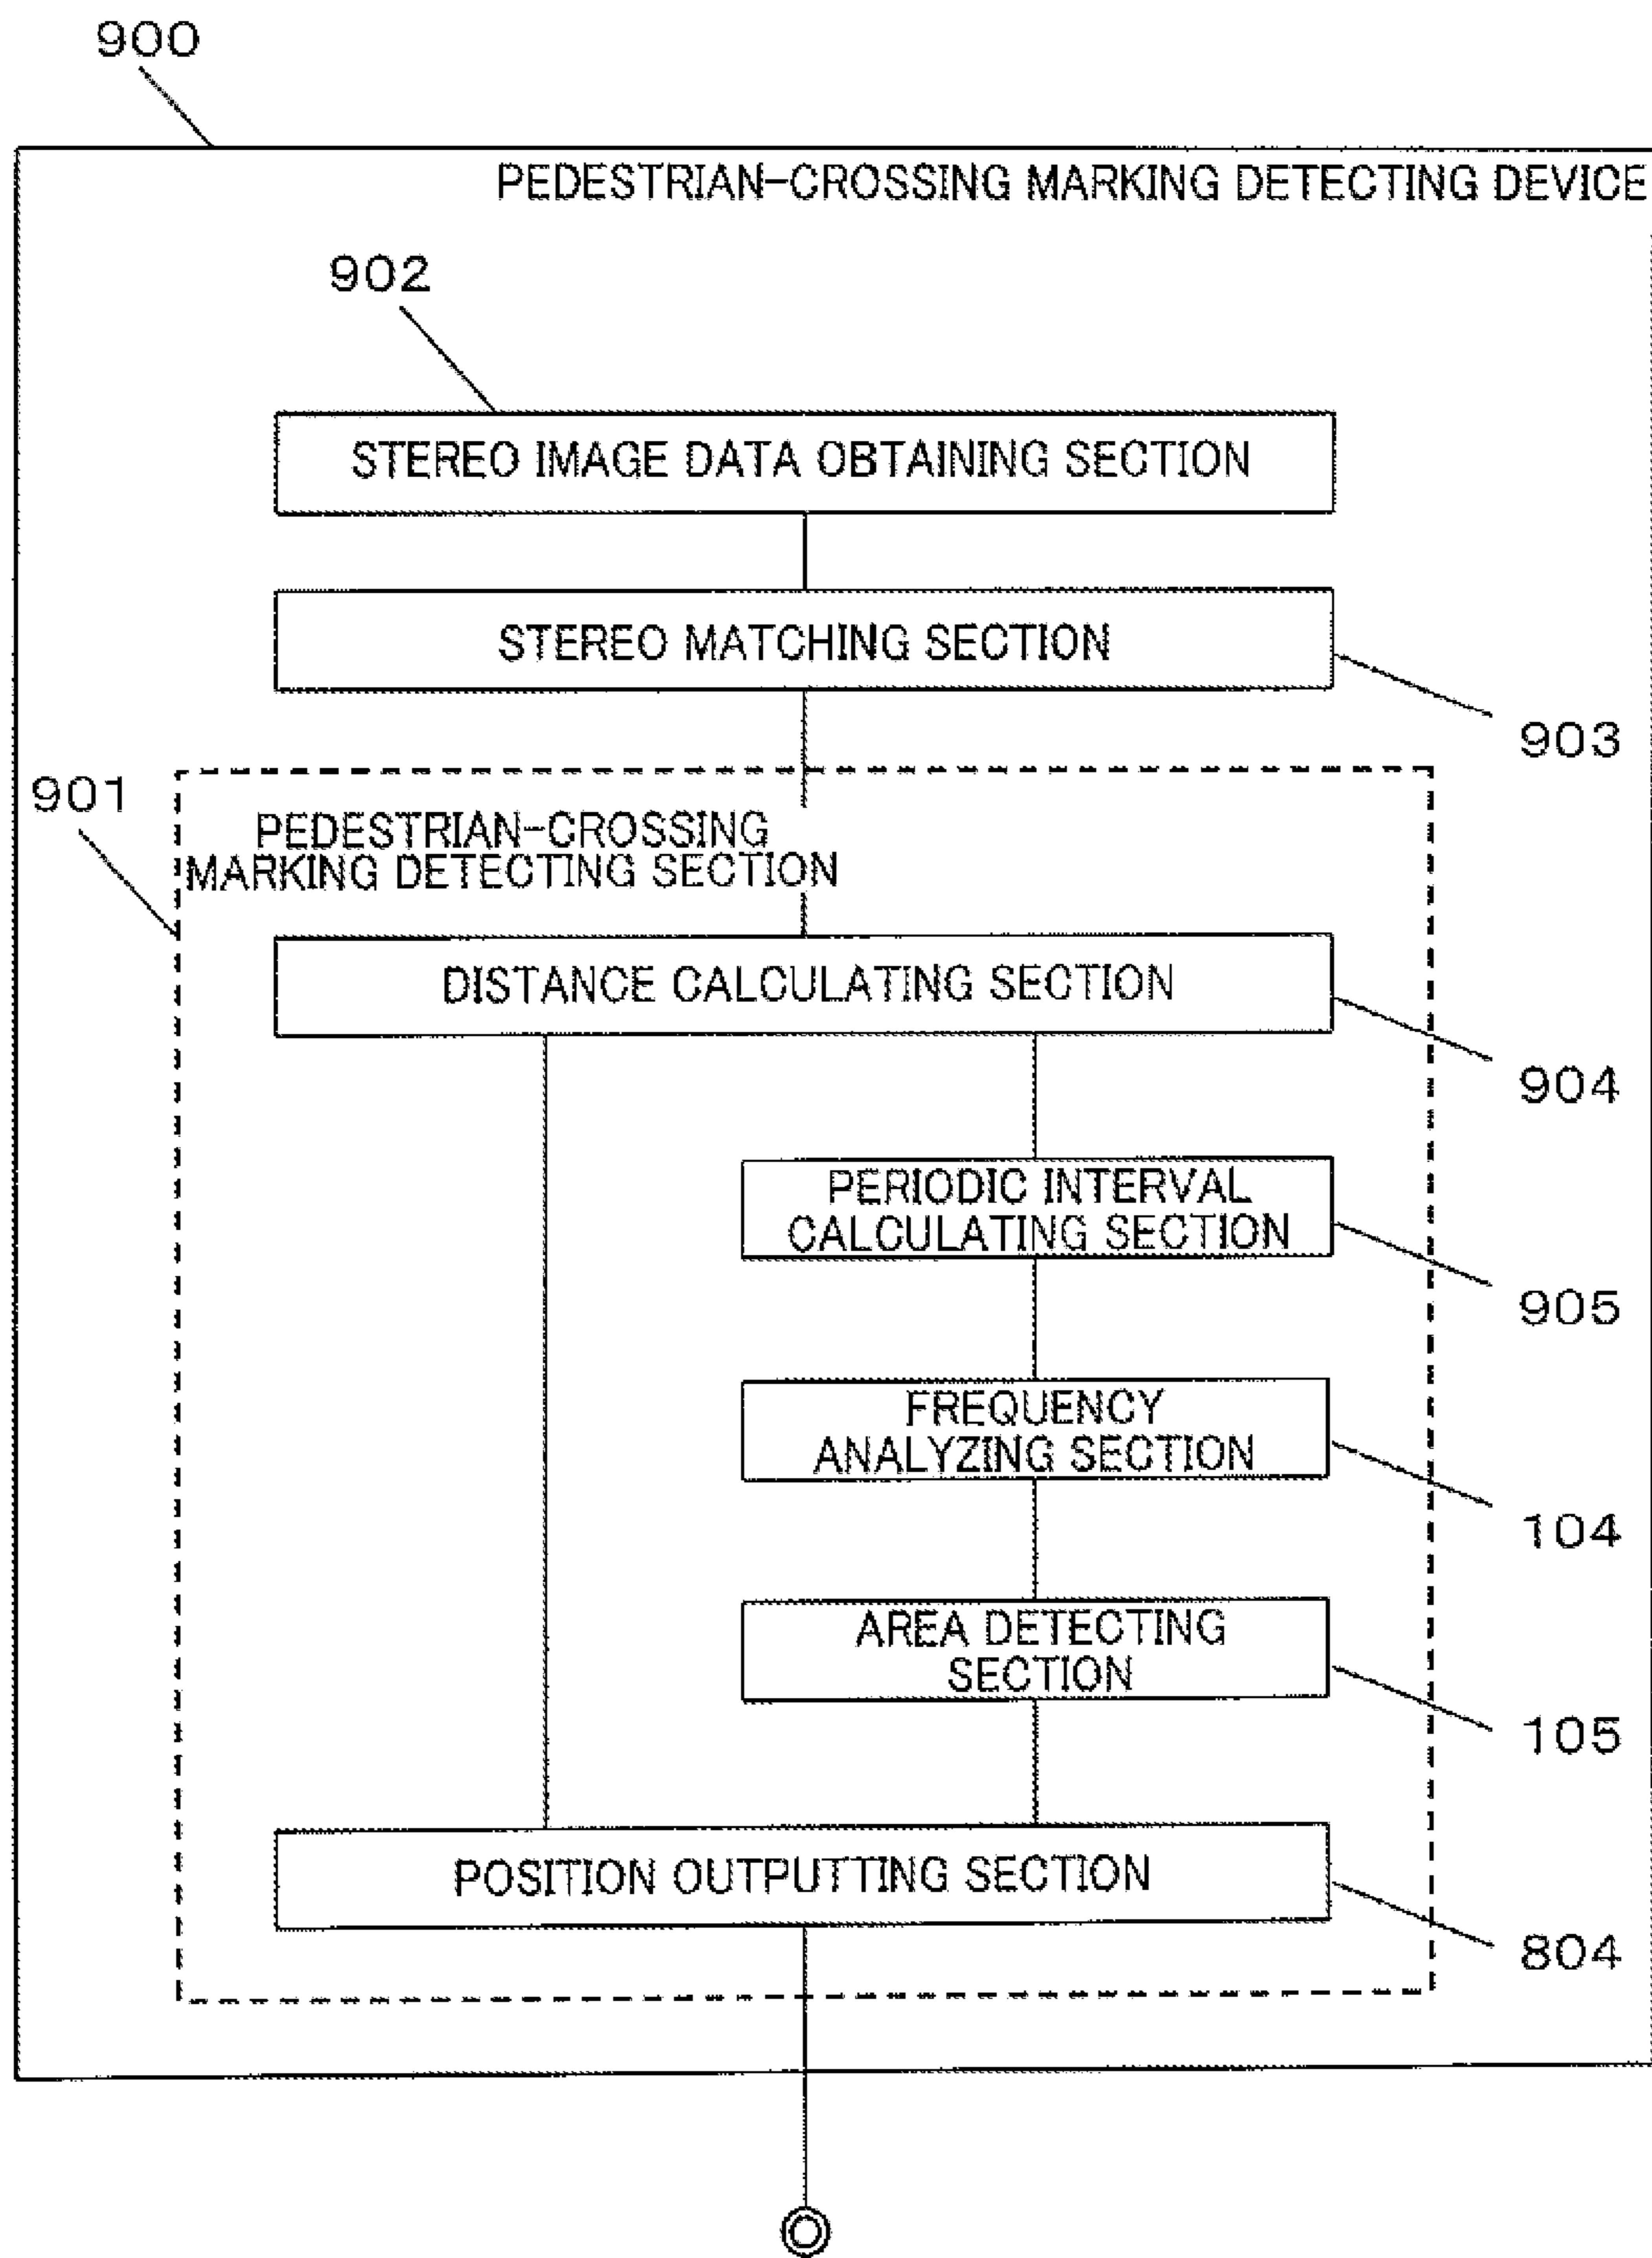 900
PEDESTRIAN-CROSSING MARKING DETECTING DEVICE
902
STEREO IMAGE DATA OBTAINING SECTION
STEREO MATCHING SECTION
903
901
PEDESTRIAN-CROSSING
MARKING DETECTING SECTION
DISTANCE CALCULATING SECTION
904
PERIODIC INTERVAL
CALCULATING SECTION
905
FREQUENCY
ANALYZING SECTION
104
AREA DETECTING
SECTION
105
POSITION OUTPUTTING SECTION
804